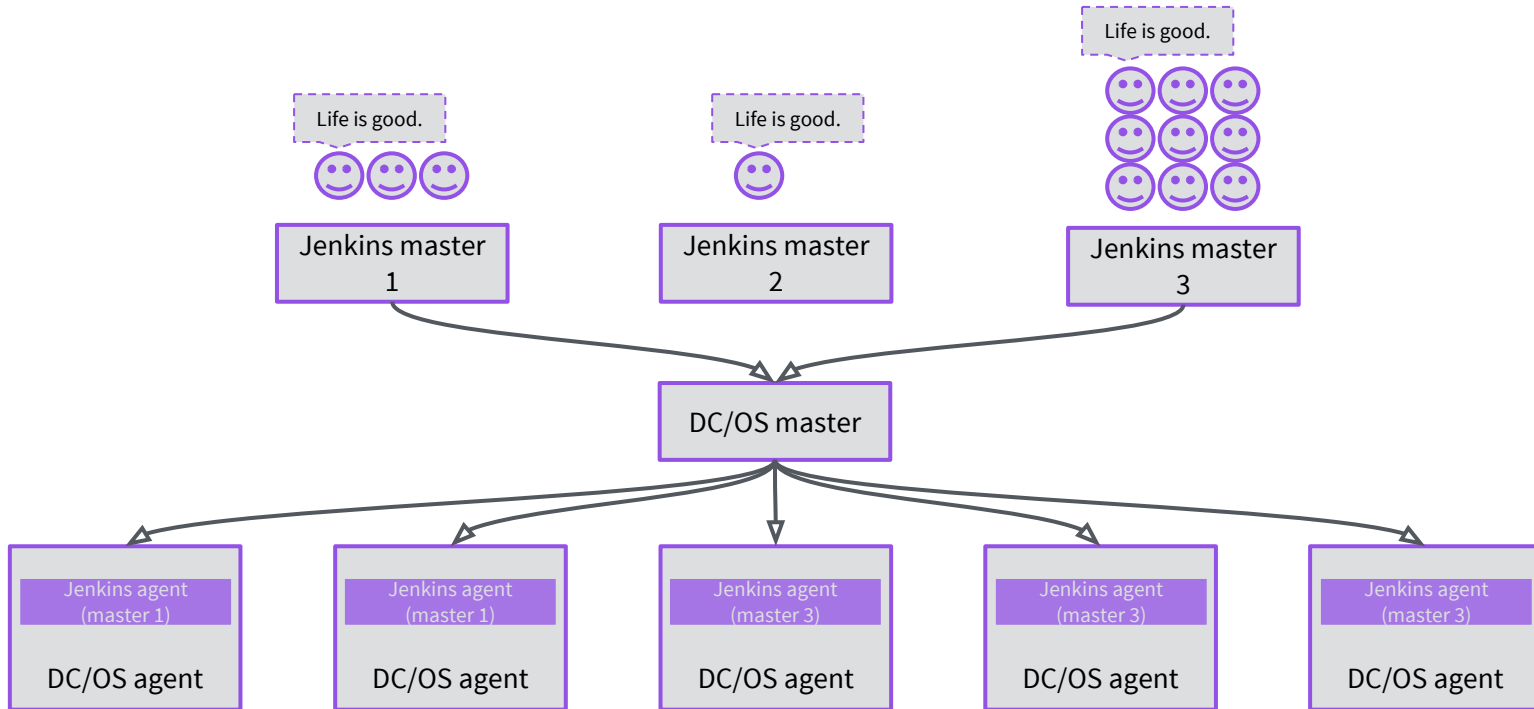 Life is good.
Life is good.
Life is good.
Jenkins master
1
Jenkins master
2
Jenkins master
3
DC/OS master
Jenkins agent
(master 1)
DC/OS agent
Jenkins agent
(master 1)
DC/OS agent
Jenkins agent
(master 3)
DC/OS agent
Jenkins agent
(master 3)
DC/OS agent
Jenkins agent
(master 3)
DC/OS agent